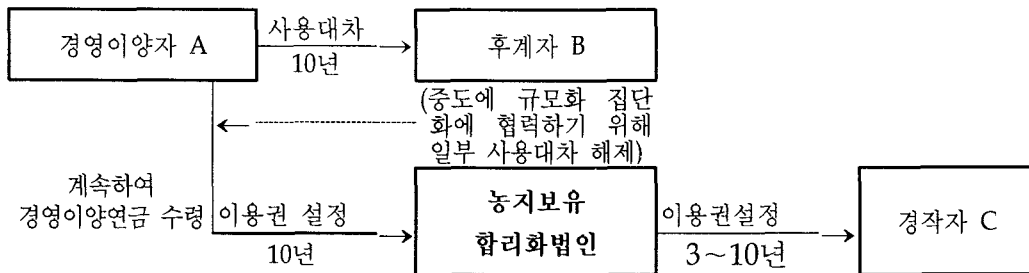 경영이양자 A
사용대차
10년
후계자 B
(중도에 규모화 집단
화에 협력하기 위해
일부 사용대차 해제)
계속하여
경영이양연금 수령
이용권 설정
10년
농지보유
합리화법인
이용권설정
3~10년
경작자 C